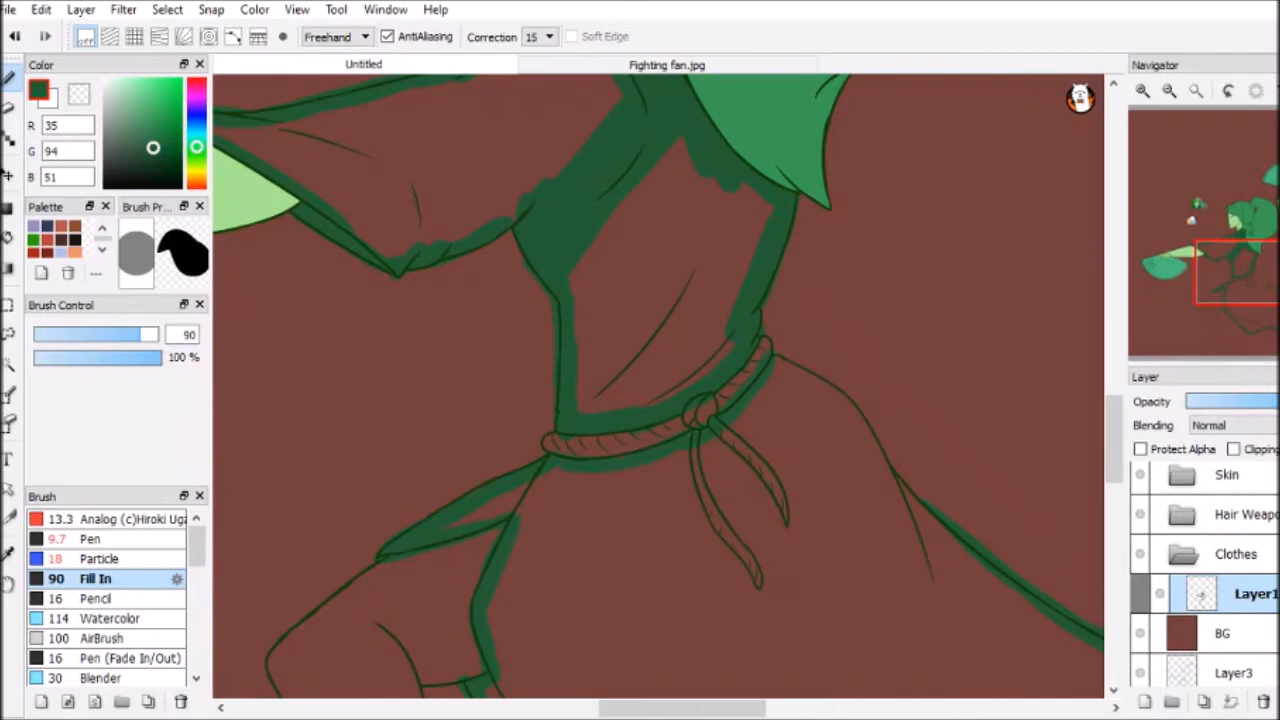 File Edit Layer Filter Select Snap Color View Tool Window Help
off Freehand AntiAliasing Correction 15 Soft Edge
Color
R 35
G 94
B 51
Palette Brush Pr...
Brush Control
90
100 %
Brush
13.3 Analog (c)Hiroki Uga
9.7 Pen
18 Particle
90 Fill In
16 Pencil
114 Watercolor
100 AirBrush
16 Pen (Fade In/Out)
30 Blender
Untitled Fighting fan.jpg
Navigator
Layer
Opacity
Blending Normal
Protect Alpha Clipping
Skin
Hair Weapo
Clothes
Layer1
BG
Layer3